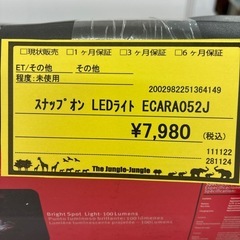 □現状販売 □1ヶ月保証 □3ヶ月保証 □6ヶ月保証
ET/その他 その他
程度:未使用
2002982251364149
スナップオン LEDライト ECARA052J
¥7,980 (税込)
111122
281124
The Jungle-Jungle
Bright Spot Light-100 Lumens